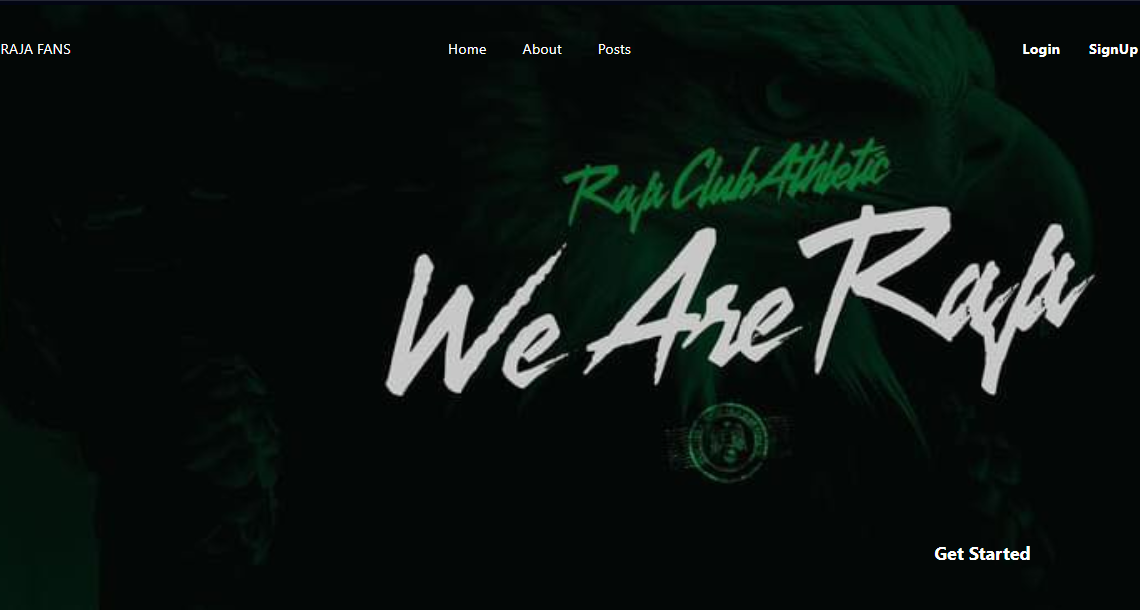 RAJA FANS
Home
About
Posts
Login
SignUp
Raja Club Athletic
We Are Raja
Get Started